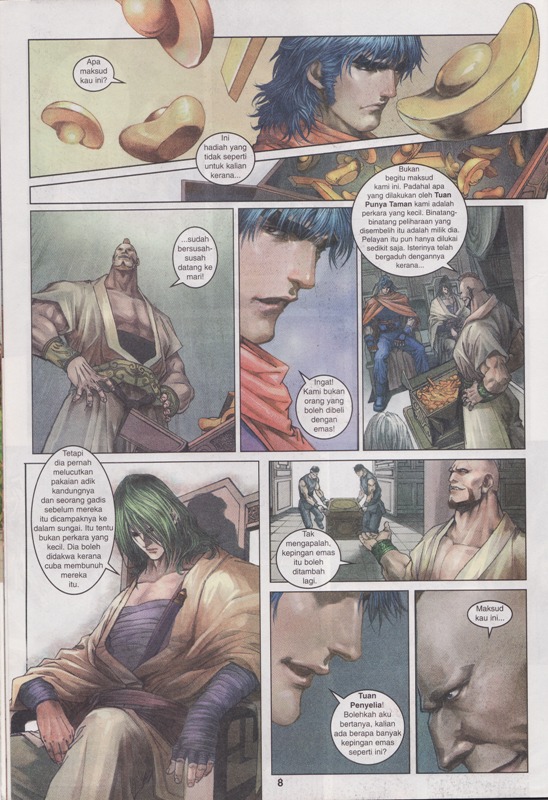 Apa
maksud
kau ini?
Ini
hadiah yang
tidak seperti
untuk kalian
kerana...
Bukan
begitu maksud
kami ini. Padahal apa
yang dilakukan oleh Tuan
Punya Taman kami adalah
perkara yang kecil. Binatang-
binatang peliharaan yang
disembelih itu adalah milik dia.
Pelayan itu pun hanya dilukai
sedikit saja. Isterinya telah
bergaduh dengannya
kerana...
...sudah
bersusah-
susah
datang ke
mari!
Ingat!
Kami bukan
orang yang
boleh dibeli
dengan
emas!
Tetapi
dia pernah
melucutkan
pakaian adik
kandungnya
dan seorang gadis
sebelum mereka
itu dicampaknya ke
dalam sungai. Itu tentu
bukan perkara yang
kecil. Dia boleh
didakwa kerana
cuba membunuh
mereka
itu.
Tak
mengapalah,
kepingan emas
itu boleh
ditambah
lagi.
Tuan
Penyelia!
Bolehkah aku
bertanya, kalian
ada berapa banyak
kepingan emas
seperti ini?
Maksud
kau ini...
8